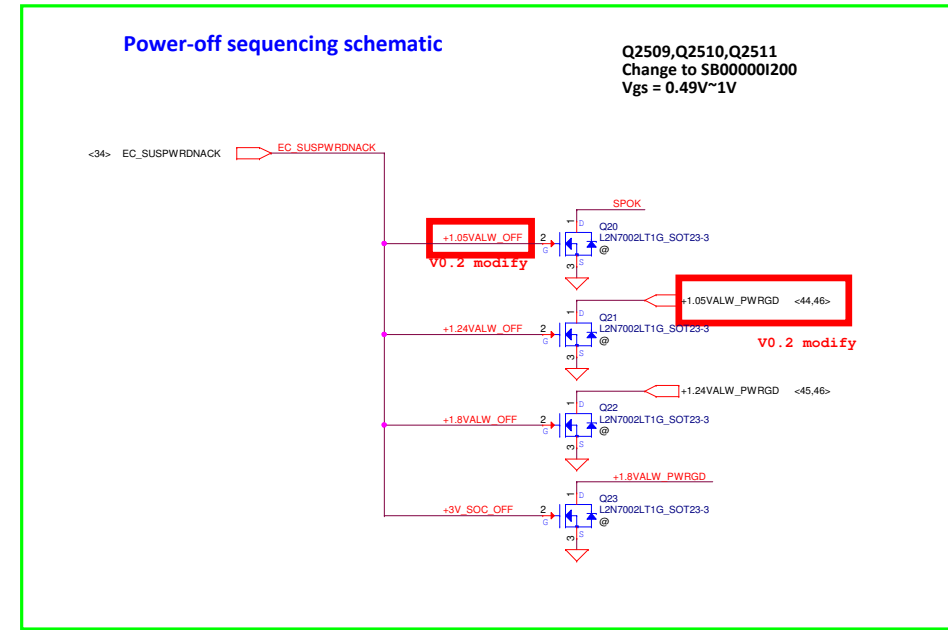 Power-off sequencing schematic
Q2509,Q2510,Q2511
Change to SB00000I200
Vgs = 0.49V~1V
<34> EC_SUSPWRDNACK
EC_SUSPWRDNACK
SPOK
+1.05VALW_OFF
V0.2 modify
2
G
1
D
3
S
Q20
L2N7002LT1G_SOT23-3
@
+1.05VALW_PWRGD <44,46>
V0.2 modify
+1.24VALW_OFF
2
G
1
D
3
S
Q21
L2N7002LT1G_SOT23-3
@
+1.24VALW_PWRGD <45,46>
+1.8VALW_OFF
2
G
1
D
3
S
Q22
L2N7002LT1G_SOT23-3
@
+1.8VALW_PWRGD
+3V_SOC_OFF
2
G
1
D
3
S
Q23
L2N7002LT1G_SOT23-3
@